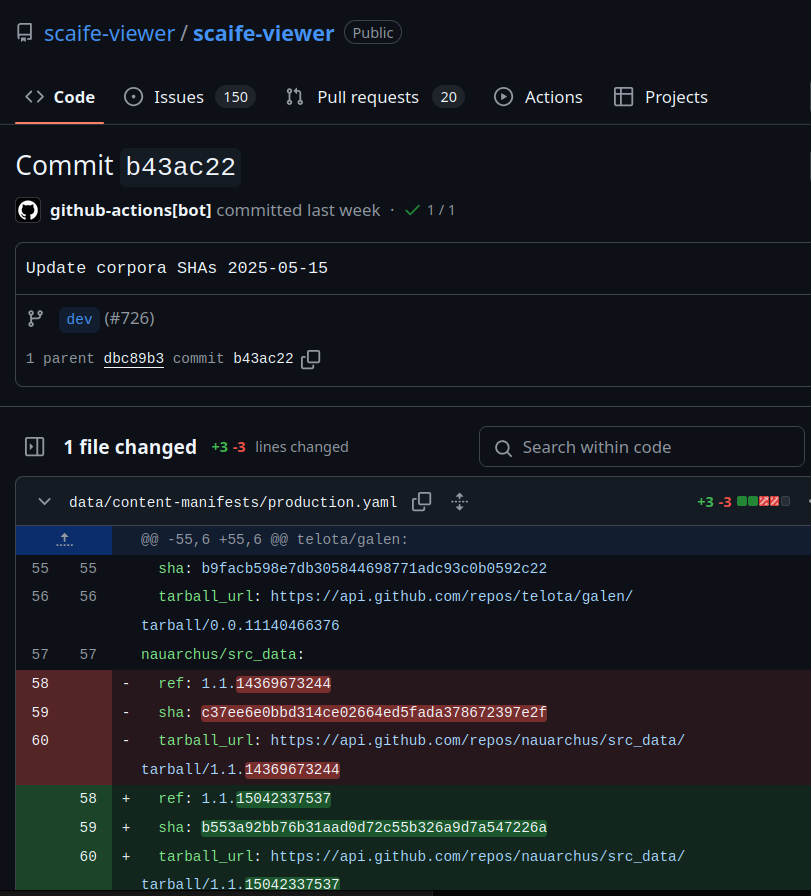 scaife-viewer / scaife-viewer Public
Code Issues 150 Pull requests 20 Actions Projects
Commit b43ac22
github-actions[bot] committed last week · 1 / 1
Update corpora SHAs 2025-05-15
dev (#726)
1 parent dbc89b3 commit b43ac22
1 file changed +3 -3 lines changed Search within code
data/content-manifests/production.yaml +3 -3
@@ -55,6 +55,6 @@ telota/galen:
55 55 sha: b9facb598e7db305844698771adc93c0b0592c22
56 56 tarball_url: https://api.github.com/repos/telota/galen/
tarball/0.0.11140466376
57 57 nauarchus/src_data:
58 - ref: 1.1.14369673244
59 - sha: c37ee6e0bbd314ce02664ed5fada378672397e2f
60 - tarball_url: https://api.github.com/repos/nauarchus/src_data/
tarball/1.1.14369673244
58 + ref: 1.1.15042337537
59 + sha: b553a92bb76b31aad0d72c55b326a9d7a547226a
60 + tarball_url: https://api.github.com/repos/nauarchus/src_data/
tarball/1.1.15042337537